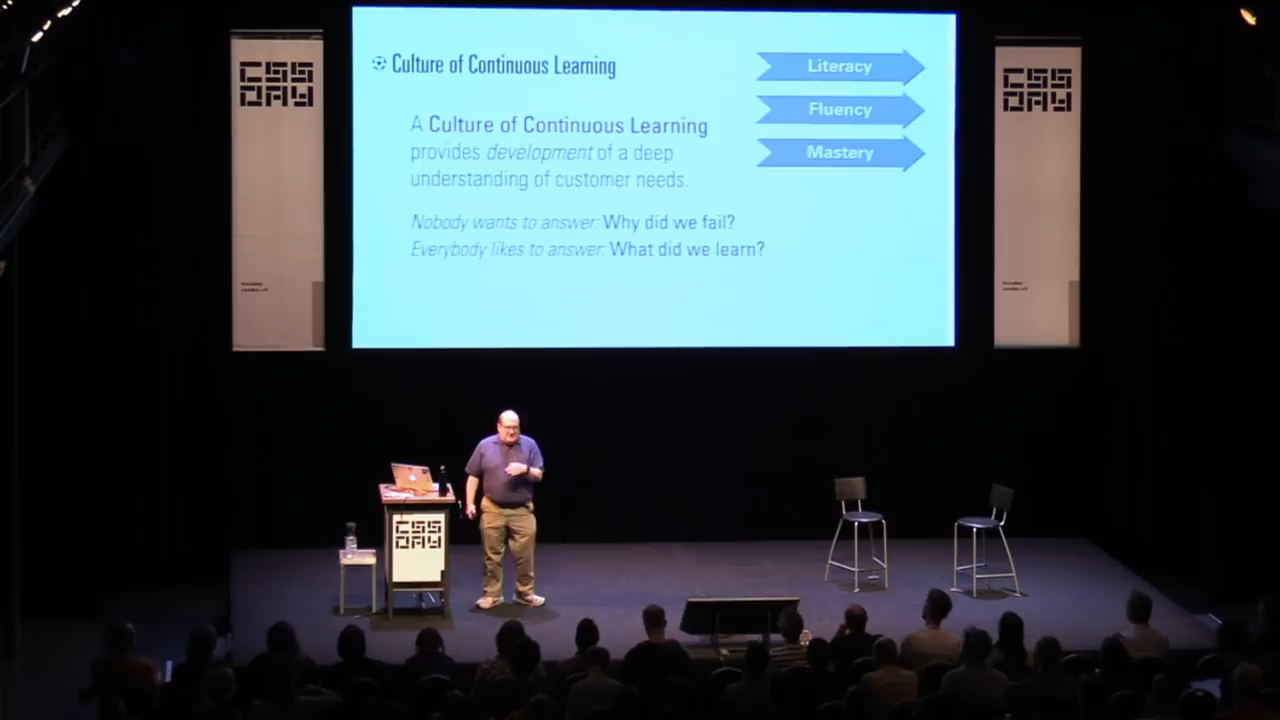 CSS
DAY
Culture of Continuous Learning
A Culture of Continuous Learning
provides development of a deep
understanding of customer needs.
Nobody wants to answer: Why did we fail?
Everybody likes to answer: What did we learn?
Literacy
Fluency
Mastery
CSS
DAY
CSS
DAY